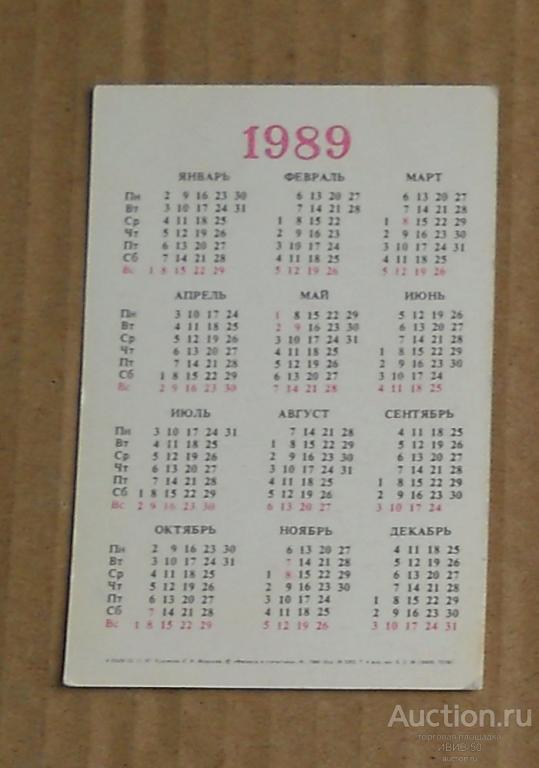 1989
ЯНВАРЬ ФЕВРАЛЬ МАРТ
Пн 2 9 16 23 30 6 13 20 27 6 13 20 27
Вт 3 10 17 24 31 7 14 21 28 7 14 21 28
Ср 4 11 18 25 1 8 15 22 1 8 15 22 29
Чт 5 12 19 26 2 9 16 23 2 9 16 23 30
Пт 6 13 20 27 3 10 17 24 3 10 17 24 31
Сб 7 14 21 28 4 11 18 25 4 11 18 25
Вс 1 8 15 22 29 5 12 19 26 5 12 19 26
АПРЕЛЬ МАЙ ИЮНЬ
Пн 3 10 17 24 1 8 15 22 29 5 12 19 26
Вт 4 11 18 25 2 9 16 23 30 6 13 20 27
Ср 5 12 19 26 3 10 17 24 31 7 14 21 28
Чт 6 13 20 27 4 11 18 25 1 8 15 22 29
Пт 7 14 21 28 5 12 19 26 2 9 16 23 30
Сб 1 8 15 22 29 6 13 20 27 3 10 17 24
Вс 2 9 16 23 30 7 14 21 28 4 11 18 25
ИЮЛЬ АВГУСТ СЕНТЯБРЬ
Пн 3 10 17 24 31 7 14 21 28 4 11 18 25
Вт 4 11 18 25 1 8 15 22 29 5 12 19 26
Ср 5 12 19 26 2 9 16 23 30 6 13 20 27
Чт 6 13 20 27 3 10 17 24 31 7 14 21 28
Пт 7 14 21 28 4 11 18 25 1 8 15 22 29
Сб 1 8 15 22 29 5 12 19 26 2 9 16 23 30
Вс 2 9 16 23 30 6 13 20 27 3 10 17 24
ОКТЯБРЬ НОЯБРЬ ДЕКАБРЬ
Пн 2 9 16 23 30 6 13 20 27 4 11 18 25
Вт 3 10 17 24 31 7 14 21 28 5 12 19 26
Ср 4 11 18 25 1 8 15 22 29 6 13 20 27
Чт 5 12 19 26 2 9 16 23 30 7 14 21 28
Пт 6 13 20 27 3 10 17 24 1 8 15 22 29
Сб 7 14 21 28 4 11 18 25 2 9 16 23 30
Вс 1 8 15 22 29 5 12 19 26 3 10 17 24 31
Auction.ru
торговая площадка
ИВИВ-50
auction.ru